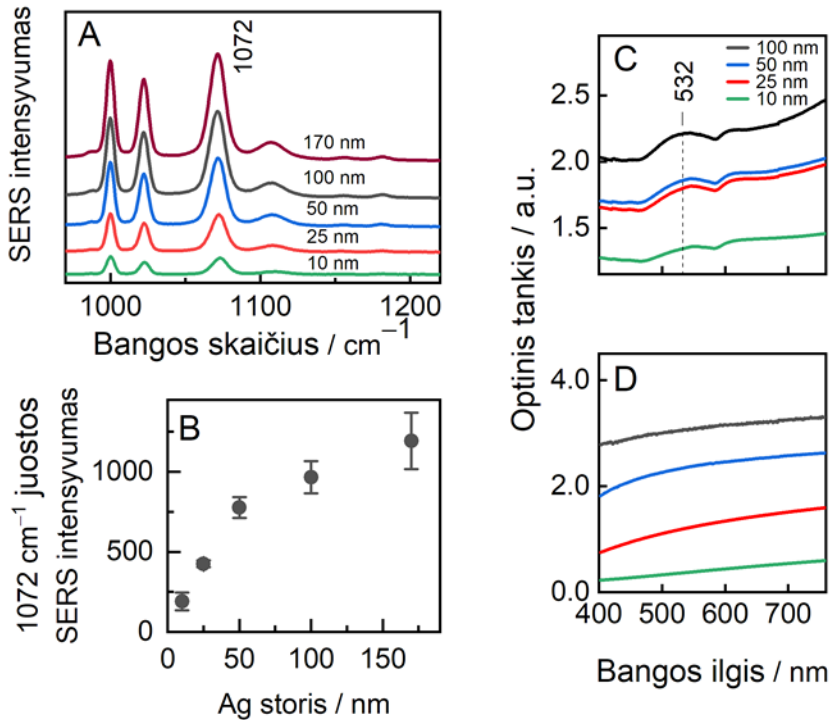 A
SERS intensyvumas
1072
170 nm
100 nm
50 nm
25 nm
10 nm
1000
1100
1200
Bangos skaičius / cm⁻¹
B
1072 cm⁻¹ juostos
SERS intensyvumas
1000
500
0
0
50
100
150
Ag storis / nm
C
532
100 nm
50 nm
25 nm
10 nm
2.5
2.0
1.5
Optinis tankis / a.u.
D
4.0
2.0
0.0
400
500
600
700
Bangos ilgis / nm